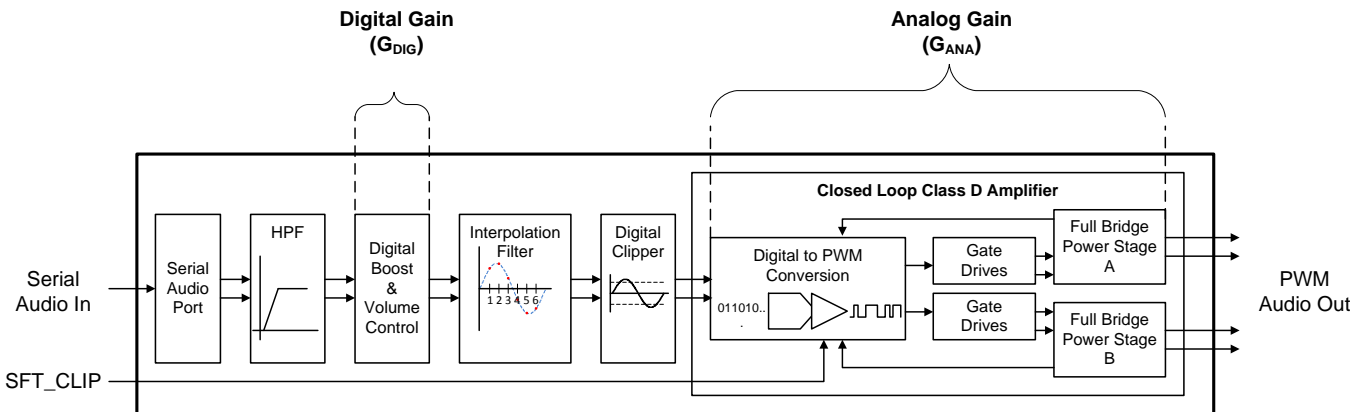 Digital Gain
(GDIG)
Analog Gain
(GANA)
Closed Loop Class D Amplifier
Serial
Audio In
Serial
Audio
Port
HPF
Digital
Boost
&
Volume
Control
Interpolation
Filter
1 2 3 4 5 6
Digital
Clipper
Digital to PWM
Conversion
011010..
.
Gate
Drives
Gate
Drives
Full Bridge
Power Stage
A
Full Bridge
Power Stage
B
PWM
Audio Out
SFT_CLIP